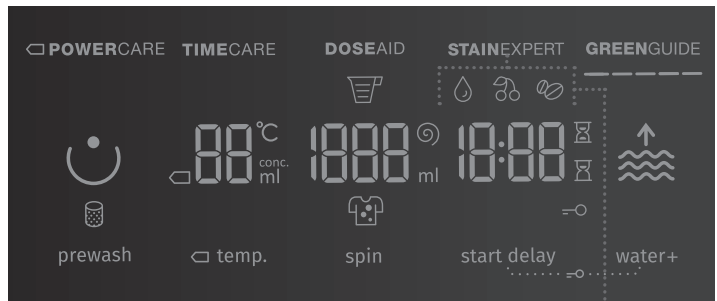 POWERCARE TIMECARE DOSEAID STAINEXPERT GREENGUIDE
88 °C conc. ml 1888 ml 18:88
prewash temp. spin start delay water+